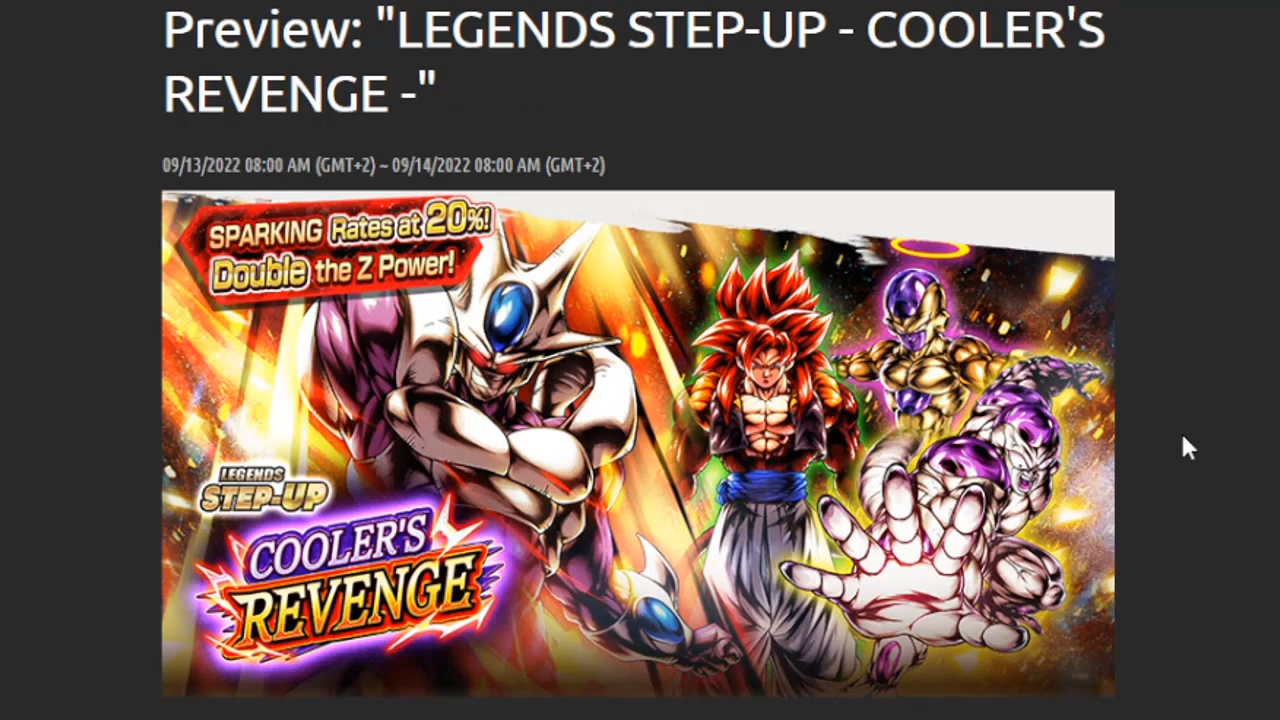 Preview: "LEGENDS STEP-UP - COOLER'S
REVENGE -"
09/13/2022 08:00 AM (GMT+2) ~ 09/14/2022 08:00 AM (GMT+2)
SPARKING Rates at 20%!
Double the Z Power!
LEGENDS
STEP-UP
COOLER'S
REVENGE